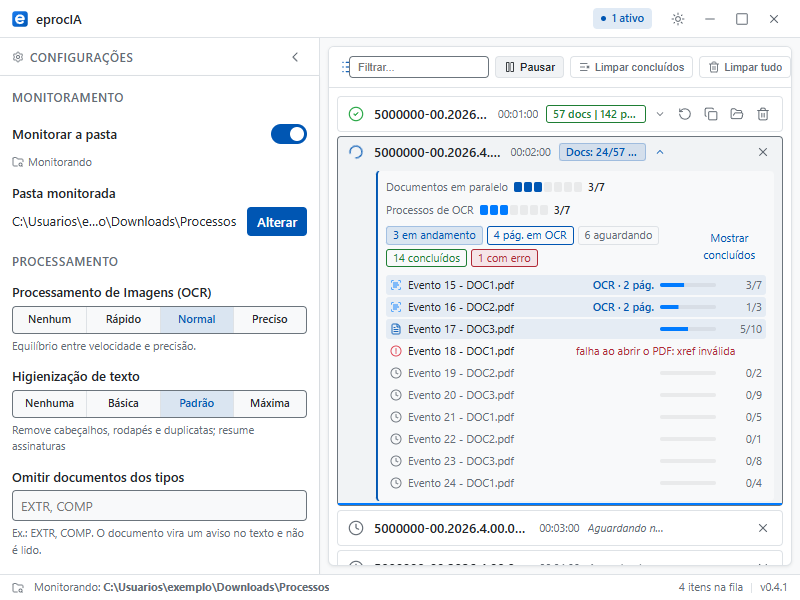 eprocIA
1 ativo
CONFIGURAÇÕES
MONITORAMENTO
Monitorar a pasta
Monitorando
Pasta monitorada
C:\Usuarios\e...o\Downloads\Processos
Alterar
PROCESSAMENTO
Processamento de Imagens (OCR)
Nenhum Rápido Normal Preciso
Equilíbrio entre velocidade e precisão.
Higienização de texto
Nenhuma Básica Padrão Máxima
Remove cabeçalhos, rodapés e duplicatas; resume
assinaturas
Omitir documentos dos tipos
EXTR, COMP
Ex.: EXTR, COMP. O documento vira um aviso no texto e não
é lido.
Filtrar...
Pausar
Limpar concluídos
Limpar tudo
5000000-00.2026... 00:01:00 57 docs | 142 p...
5000000-00.2026.4.... 00:02:00 Docs: 24/57 ...
Documentos em paralelo 3/7
Processos de OCR 3/7
3 em andamento 4 pág. em OCR 6 aguardando
14 concluídos 1 com erro
Mostrar
concluídos
Evento 15 - DOC1.pdf OCR · 2 pág. 3/7
Evento 16 - DOC2.pdf OCR · 2 pág. 1/3
Evento 17 - DOC3.pdf 5/10
Evento 18 - DOC1.pdf falha ao abrir o PDF: xref inválida
Evento 19 - DOC2.pdf 0/2
Evento 20 - DOC3.pdf 0/9
Evento 21 - DOC1.pdf 0/5
Evento 22 - DOC2.pdf 0/1
Evento 23 - DOC3.pdf 0/8
Evento 24 - DOC1.pdf 0/4
5000000-00.2026.4.00.0... 00:03:00 Aguardando n...
Monitorando: C:\Usuarios\exemplo\Downloads\Processos
4 itens na fila
v0.4.1